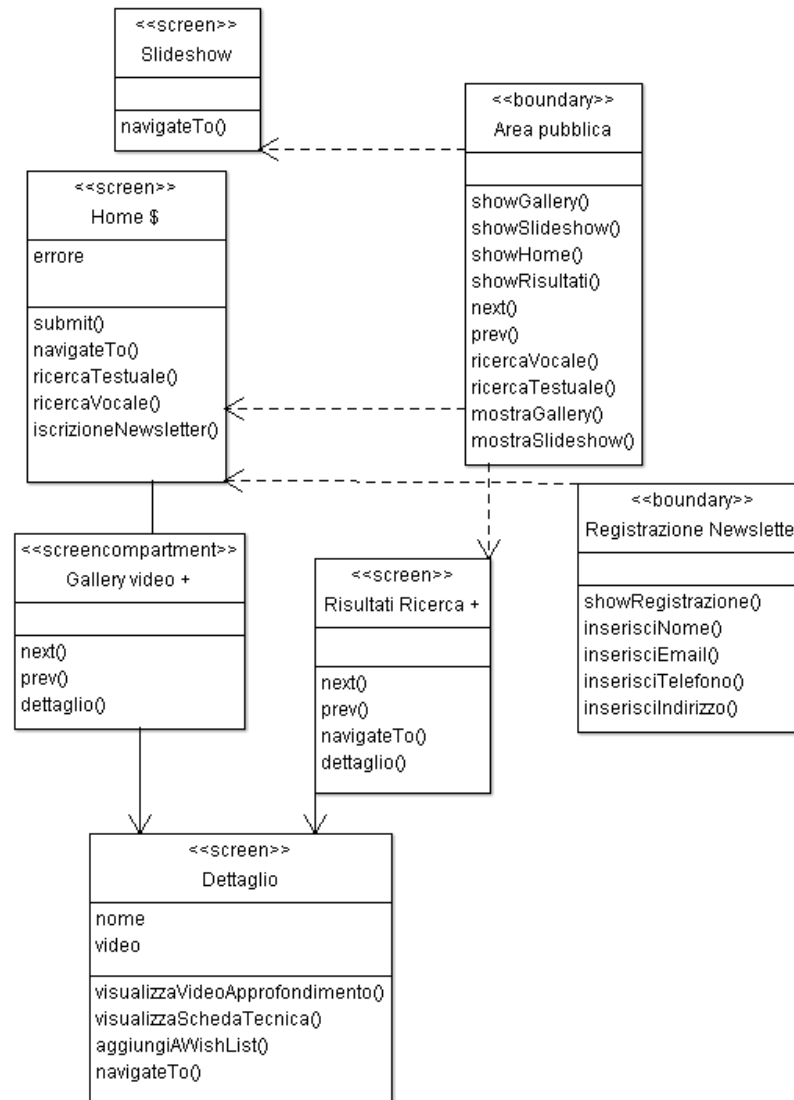 <<screen>>
Slideshow
navigateTo()
<<boundary>>
Area pubblica
showGallery()
showSlideshow()
showHome()
showRisultati()
next()
prev()
ricercaVocale()
ricercaTestuale()
mostraGallery()
mostraSlideshow()
<<screen>>
Home $
errore
submit()
navigateTo()
ricercaTestuale()
ricercaVocale()
iscrizioneNewsletter()
<<boundary>>
Registrazione Newslette
showRegistrazione()
inserisciNome()
inserisciEmail()
inserisciTelefono()
inserisciIndirizzo()
<<screencompartment>>
Gallery video +
next()
prev()
dettaglio()
<<screen>>
Risultati Ricerca +
next()
prev()
navigateTo()
dettaglio()
<<screen>>
Dettaglio
nome
video
visualizzaVideoApprofondimento()
visualizzaSchedaTecnica()
aggiungiAWishList()
navigateTo()